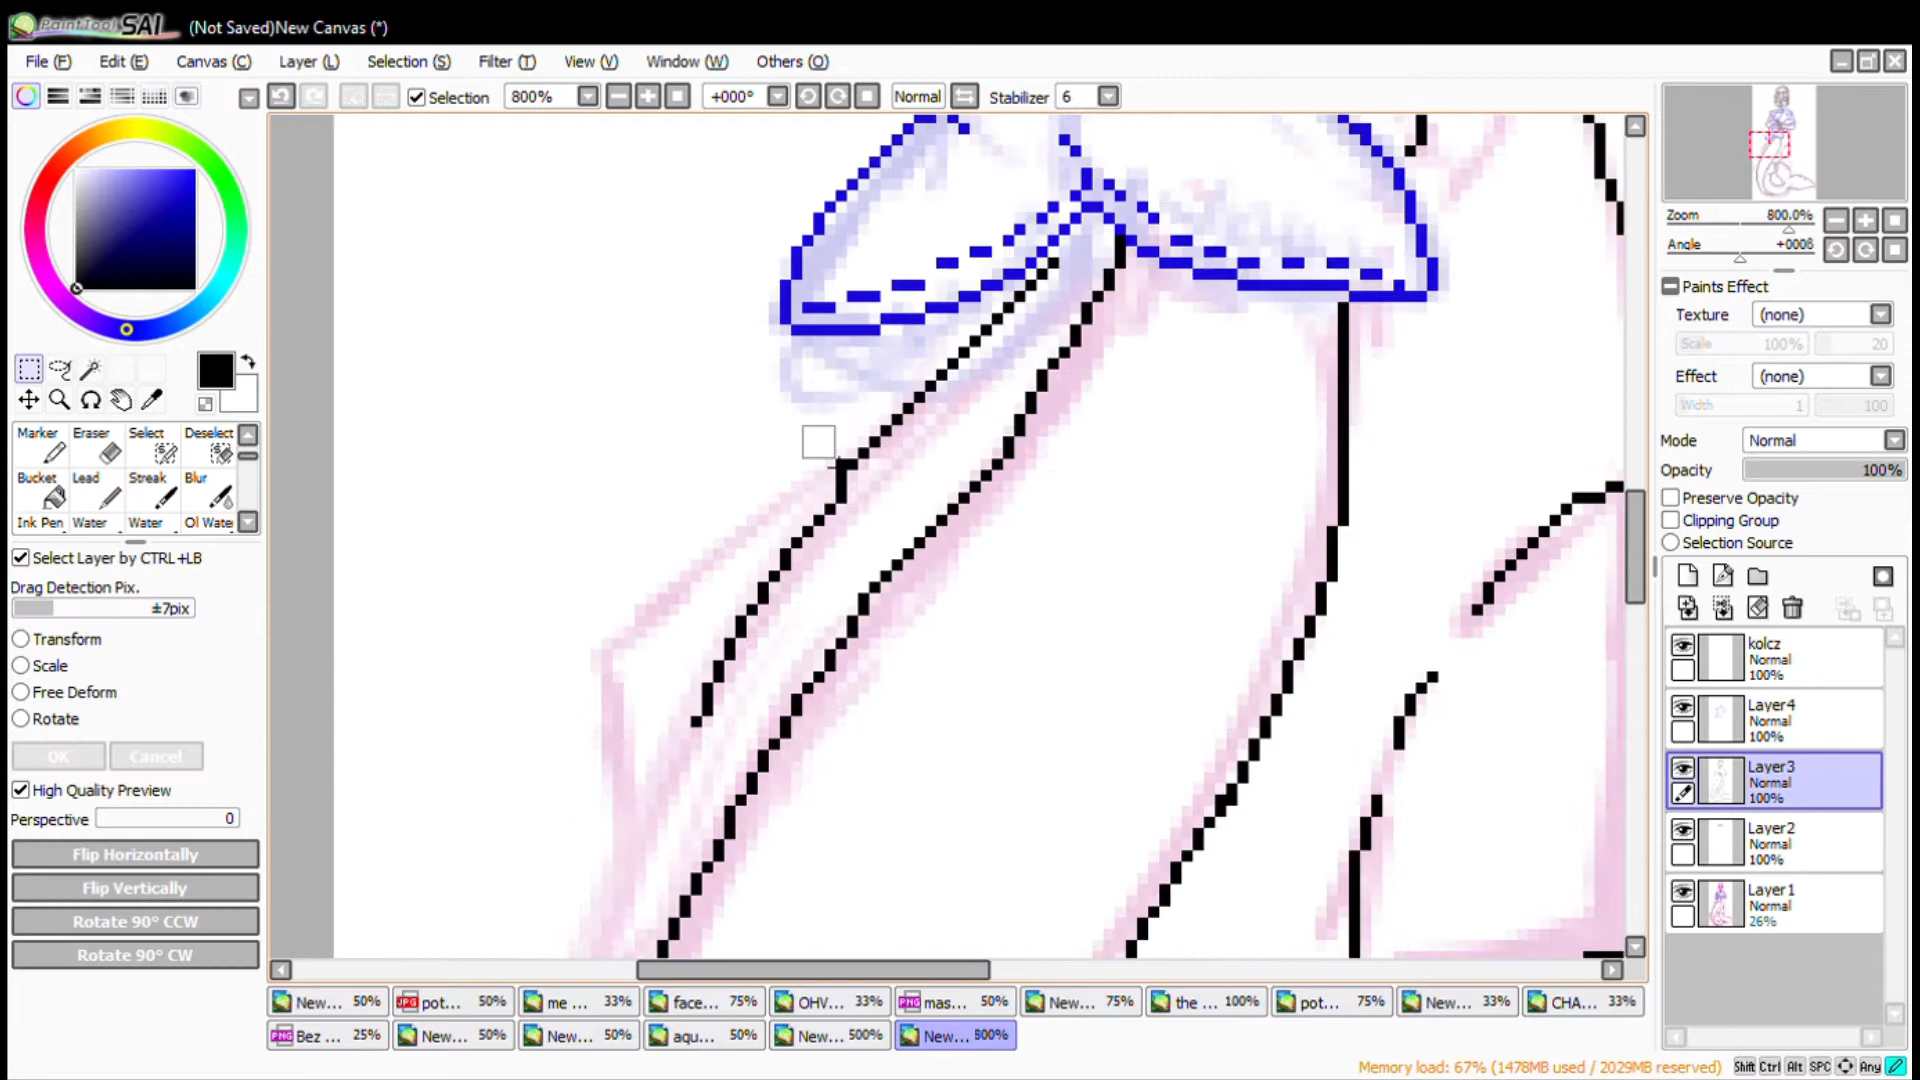 PaintTool SAI (Not Saved)New Canvas (*)
File (F) Edit (E) Canvas (C) Layer (L) Selection (S) Filter (T) View (V) Window (W) Others (O)
Selection 800% +000° Normal Stabilizer 6
Zoom 800.0%
Angle +000ß
Paints Effect
Texture (none)
Scale 100% 20
Effect (none)
Width 1 100
Mode Normal
Opacity 100%
Preserve Opacity
Clipping Group
Selection Source
kolcz
Normal
100%
Layer4
Normal
100%
Layer3
Normal
100%
Layer2
Normal
100%
Layer1
Normal
26%
Marker Eraser Select Deselect
Bucket Lead Streak Blur
Ink Pen Water Water Ol Wate
Select Layer by CTRL+LB
Drag Detection Pix.
±7pix
Transform
Scale
Free Deform
Rotate
OK Cancel
High Quality Preview
Perspective 0
Flip Horizontally
Flip Vertically
Rotate 90° CCW
Rotate 90° CW
New... 50% JPG pot... 50% me ... 33% face... 75% OHV... 33% PNG mas... 50% New... 75% the ... 100% pot... 75% New... 33% CHA... 33%
PNG Bez ... 25% New... 50% New... 50% aqu... 50% New... 500% New... 800%
Memory load: 67% (1478MB used / 2029MB reserved) Shift Ctrl Alt SPC Any